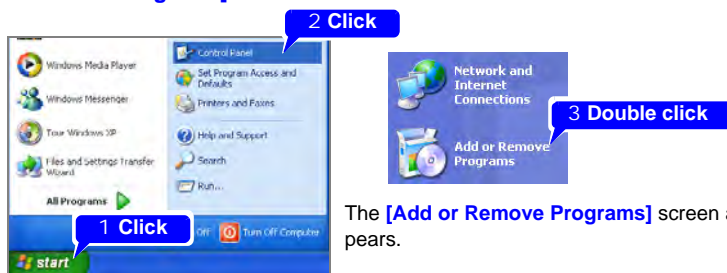 2 Click
Control Panel
Windows Media Player
Set Program Access and
Defaults
Windows Messenger
Printers and Faxes
Tour Windows XP
Help and Support
Files and Settings Transfer
Wizard
Search
Run...
All Programs
1 Click
Off
Turn Off Computer
start
Network and
Internet
Connections
3 Double click
Add or Remove
Programs
The [Add or Remove Programs] screen a
pears.